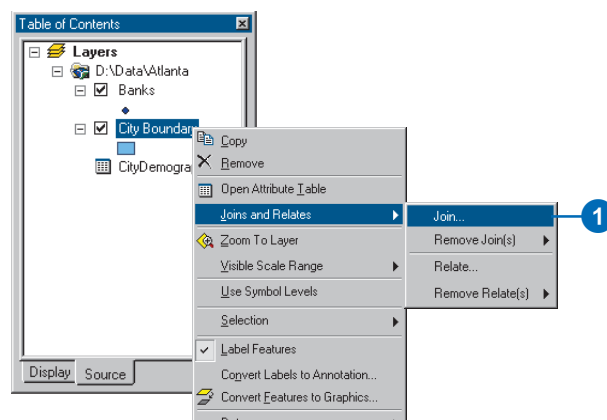 Table of Contents
Layers
D:\Data\Atlanta
Banks
City Boundary
CityDemogra
Display
Source
Copy
Remove
Open Attribute Table
Joins and Relates
Zoom To Layer
Visible Scale Range
Use Symbol Levels
Selection
Label Features
Convert Labels to Annotation...
Convert Features to Graphics...
Join...
Remove Join(s)
Relate...
Remove Relate(s)
1